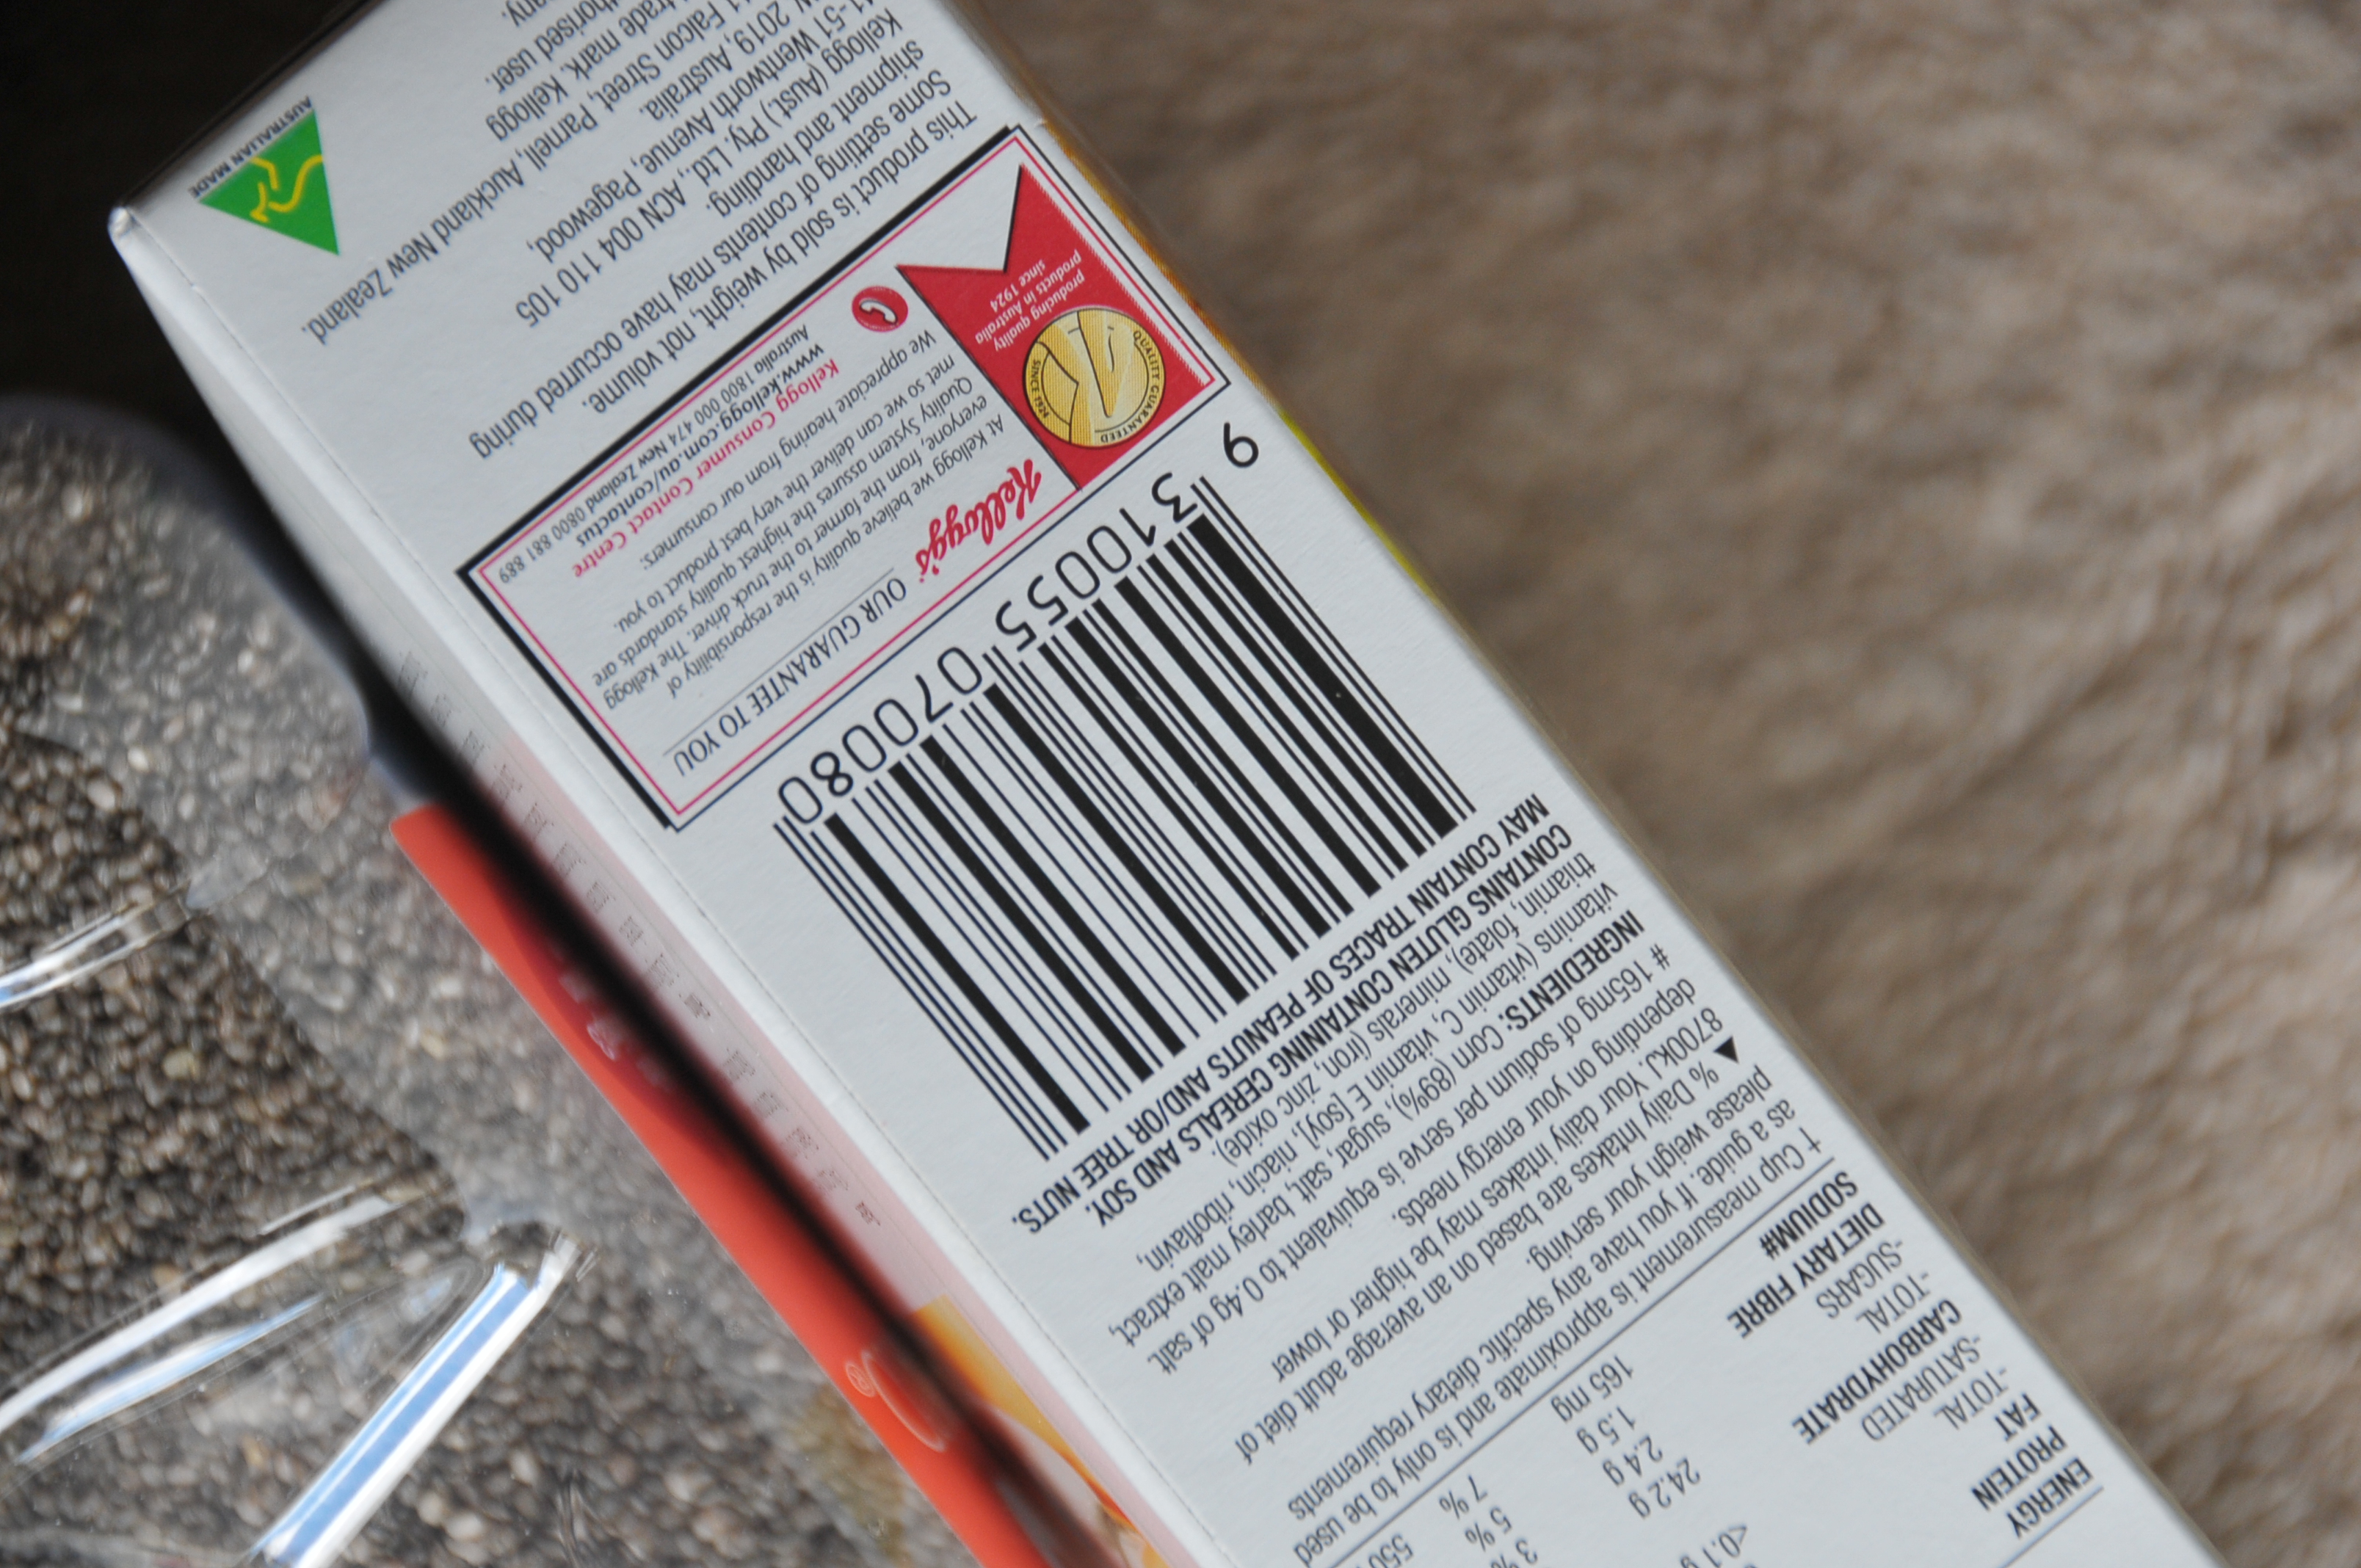 ENERGY
PROTEIN
FAT
-TOTAL
-SATURATED
CARBOHYDRATE
-TOTAL
-SUGARS
DIETARY FIBRE
SODIUM#
<0.1 g
24.2 g
2.4 g
1.5 g
165 mg
3 %
5 %
7 %
† Cup measurement is approximate and is only to be used
as a guide. If you have any specific dietary requirements
please weigh your serving.
▲ % Daily Intakes are based on an average adult diet of
8700kJ. Your daily intakes may be higher or lower
depending on your energy needs.
# 165mg of sodium per serve is equivalent to 0.4g of salt.
INGREDIENTS: Corn (89%), sugar, salt, barley malt extract,
vitamins (vitamin C, vitamin E [soy], niacin, riboflavin,
thiamin, folate), minerals (iron, zinc oxide).
CONTAINS GLUTEN CONTAINING CEREALS AND SOY.
MAY CONTAIN TRACES OF PEANUTS AND/OR TREE NUTS.
9 310055 070080
Kellogg's OUR GUARANTEE TO YOU
At Kellogg we believe quality is the responsibility of
everyone, from the farmer to the truck driver. The Kellogg
Quality System assures the highest quality standards are
met so we can deliver the very best product to you.
We appreciate hearing from our consumers:
Kellogg Consumer Contact Centre
www.kellogg.com.au/contactus
Australia 1800 000 474 New Zealand 0800 881 889
QUALITY GUARANTEED
SINCE 1924
producing quality
products in Australia
since 1924
This product is sold by weight, not volume.
Some setting of contents may have occurred during
shipment and handling.
Kellogg (Aust.) Pty. Ltd., ACN 004 110 105
Wentworth Avenue, Pagewood,
2019, Australia.
Falcon Street, Parnell, Auckland New Zealand.
trade mark Kellogg
user.
AUSTRALIAN MADE
®